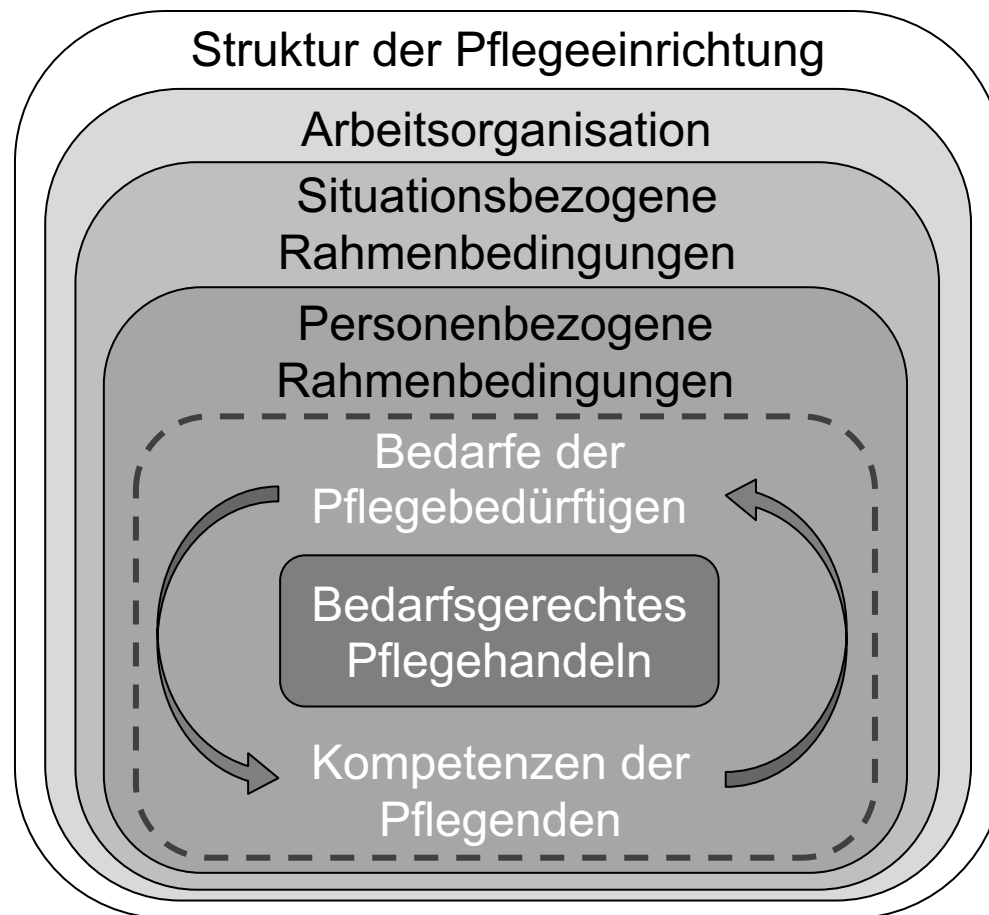 Struktur der Pflegeeinrichtung
Arbeitsorganisation
Situationsbezogene
Rahmenbedingungen
Personenbezogene
Rahmenbedingungen
Bedarfe der
Pflegebedürftigen
Bedarfsgerechtes
Pflegehandeln
Kompetenzen der
Pflegenden